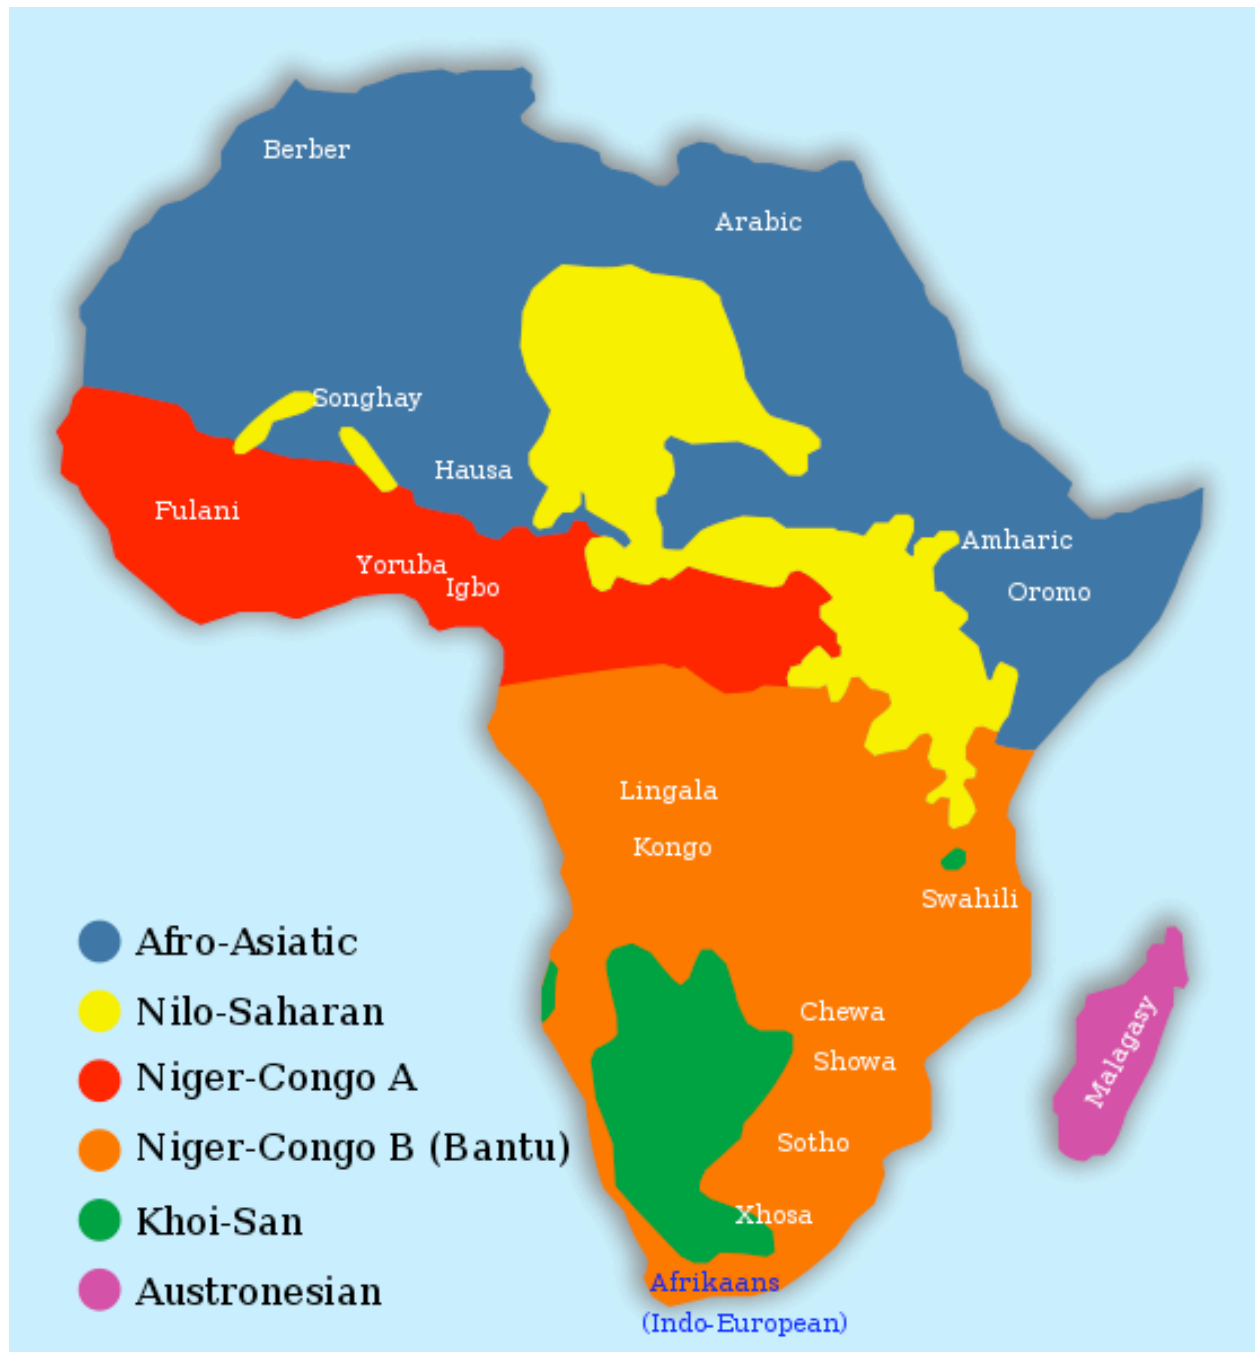 Berber
Arabic
Songhay
Hausa
Fulani
Amharic
Yoruba
Igbo
Oromo
Lingala
Kongo
Swahili
Afro-Asiatic
Nilo-Saharan
Chewa
Showa
Malagasy
Niger-Congo A
Niger-Congo B (Bantu)
Sotho
Khoi-San
Xhosa
Austronesian
Afrikaans
(Indo-European)